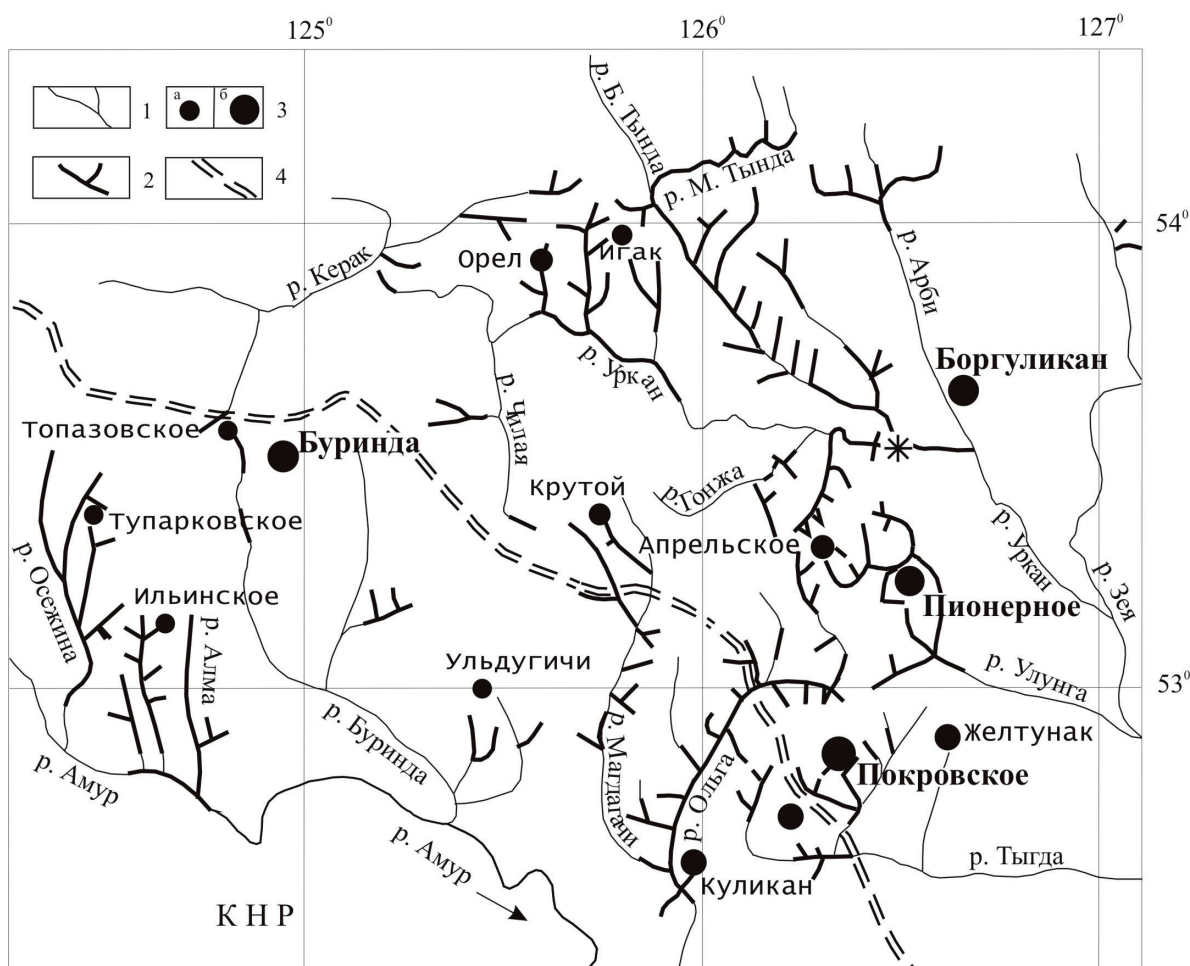 125⁰
126⁰
127⁰
а
б
1
3
2
4
р. Б. Тында
р. М. Тында
54⁰
р. Керак
Орел
Игак
р. Арби
р. Уркан
Боргуликан
р. Чилая
Топазовское
Буринда
Крутой
р. Гонжа
Тупарковское
Апрельское
р. Уркан
р. Зея
р. Осежина
Ильинское
Пионерное
р. Алма
Ульдугичи
р. Улунга
53⁰
р. Буринда
р. Магдагачи
р. Ольга
Желтунак
Покровское
р. Амур
р. Амур
р. Тыгда
Куликан
К Н Р